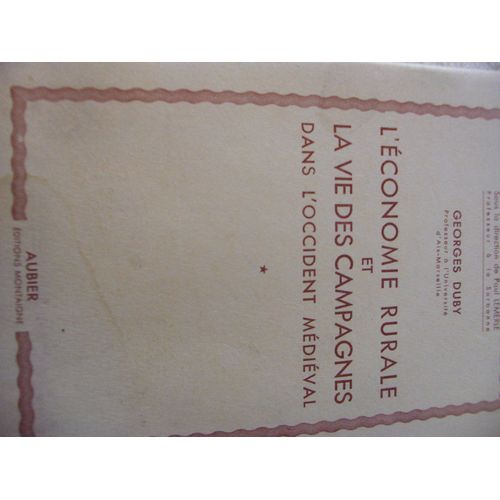 Sous la direction de Paul LEMERLE
Professeur à la Sorbonne
GEORGES DUBY
Professeur à l'Université
d'Aix-Marseille
L'ÉCONOMIE RURALE
ET
LA VIE DES CAMPAGNES
DANS L'OCCIDENT MÉDIÉVAL
*
AUBIER
ÉDITIONS MONTAIGNE